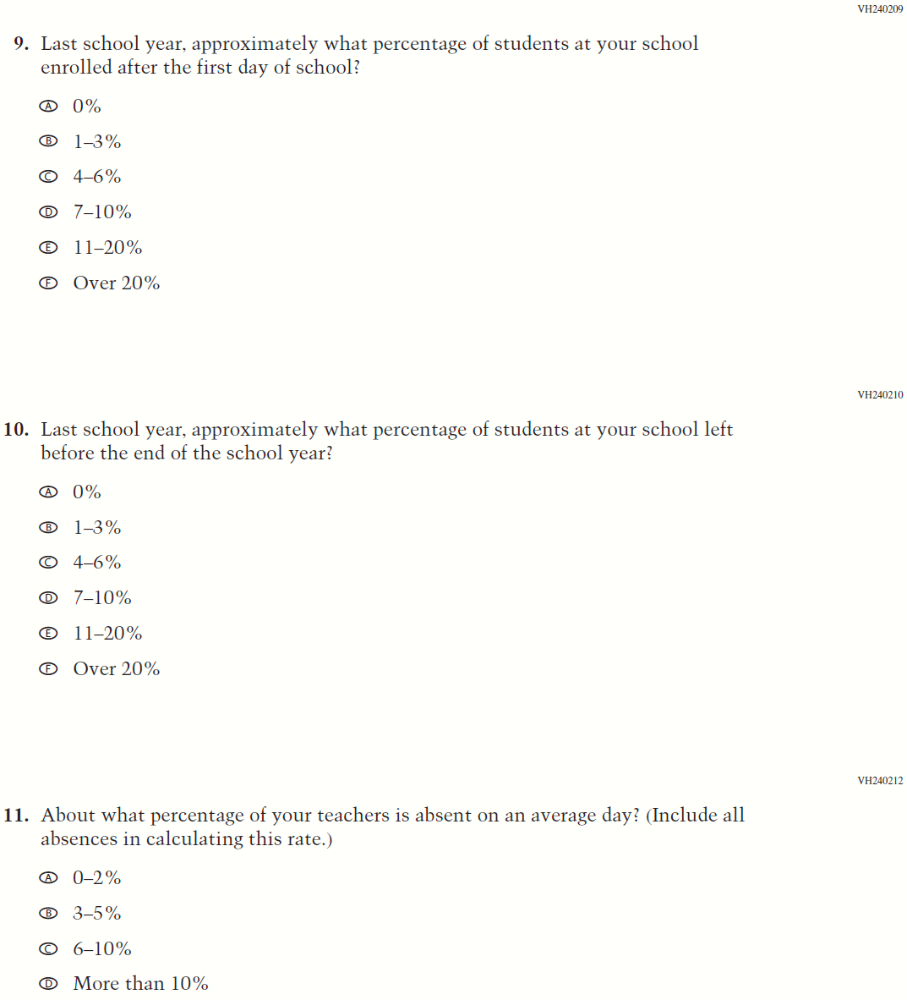 VH240209
9. Last school year, approximately what percentage of students at your school
enrolled after the first day of school?
A 0%
B 1–3%
C 4–6%
D 7–10%
E 11–20%
F Over 20%
VH240210
10. Last school year, approximately what percentage of students at your school left
before the end of the school year?
A 0%
B 1–3%
C 4–6%
D 7–10%
E 11–20%
F Over 20%
VH240212
11. About what percentage of your teachers is absent on an average day? (Include all
absences in calculating this rate.)
A 0–2%
B 3–5%
C 6–10%
D More than 10%